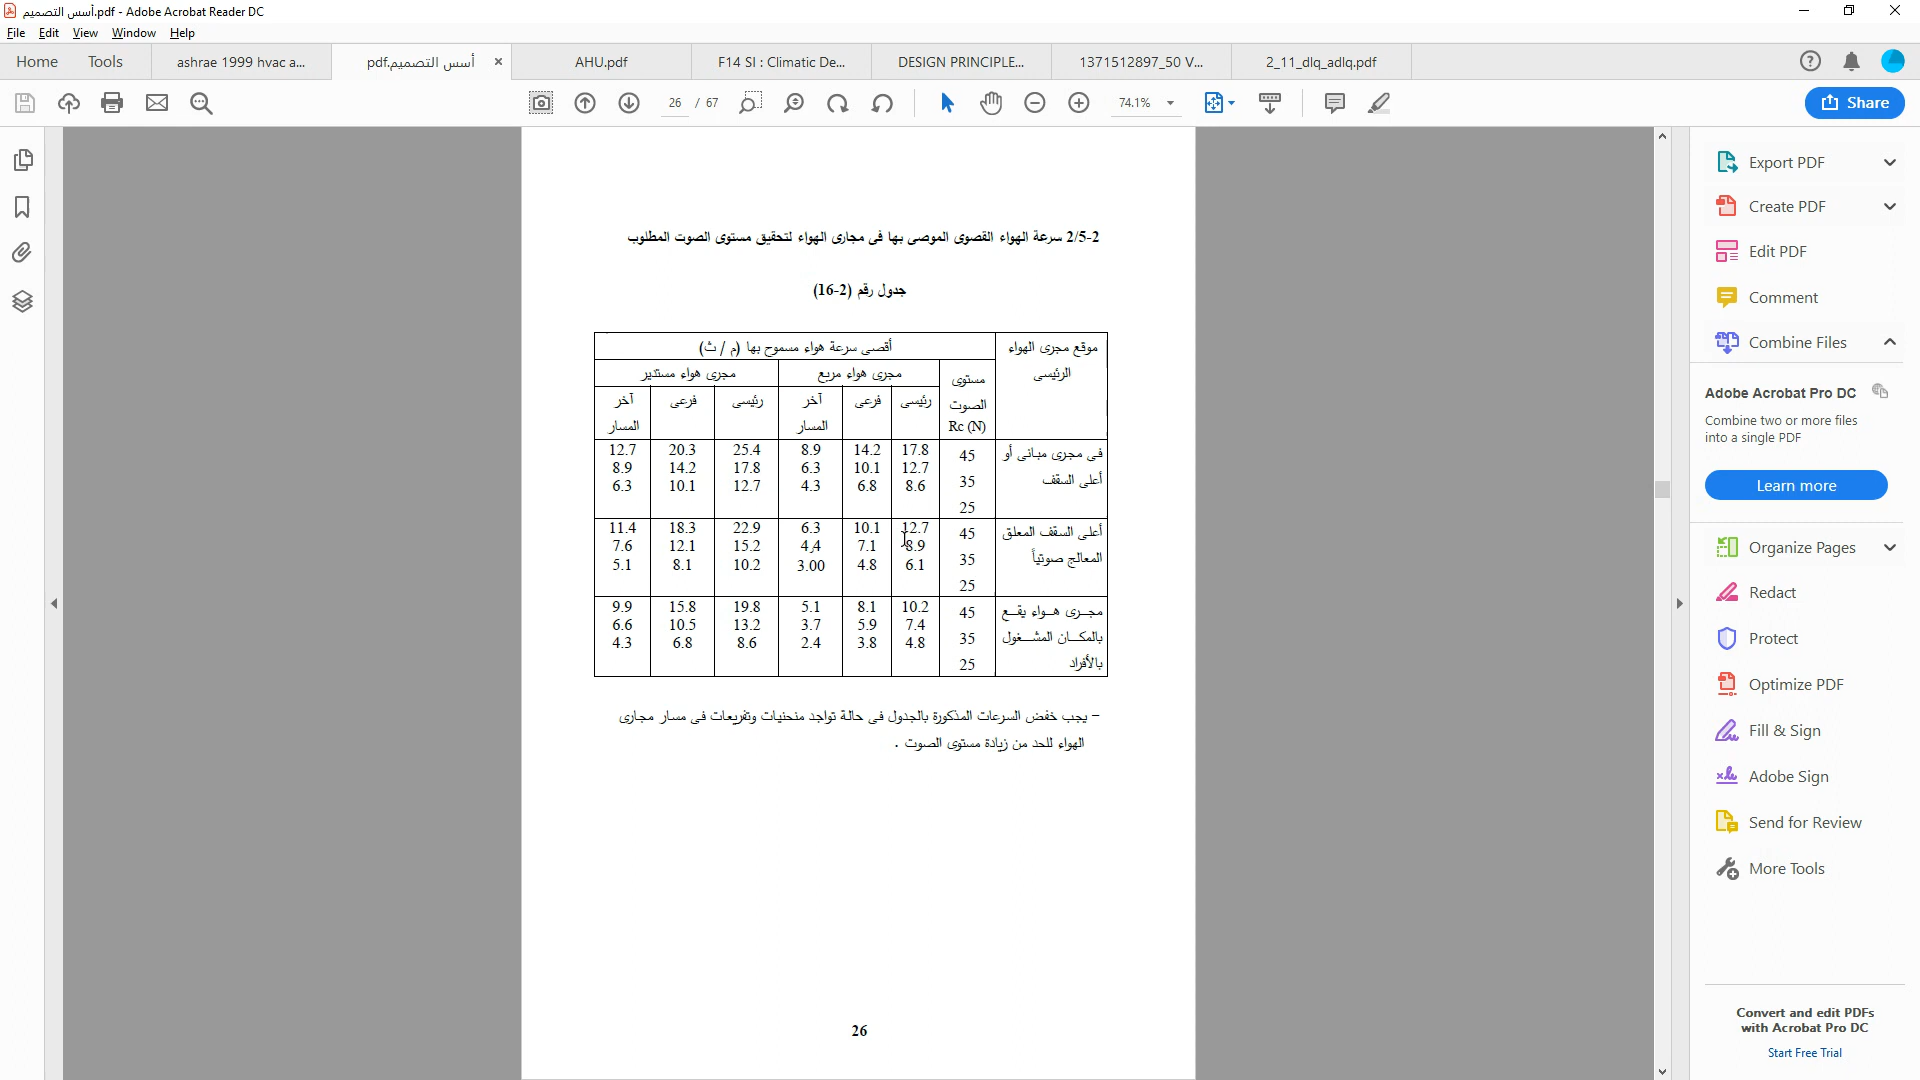 أسس التصميم.pdf - Adobe Acrobat Reader DC
File Edit View Window Help
Home Tools ashrae 1999 hvac a... أسس التصميم.pdf AHU.pdf F14 SI : Climatic De... DESIGN PRINCIPLE... 1371512897_50 V... 2_11_dlq_adlq.pdf
26 / 67 74.1% Share
2/5-2 سرعة الهواء القصوى الموصى بها فى مجارى الهواء لتحقيق مستوى الصوت المطلوب
جدول رقم (2-16)
موقع مجرى الهواء الرئيسى
أقصى سرعة هواء مسموح بها (م / ث)
مستوى الصوت Rc (N)
مجرى هواء مربع
مجرى هواء مستدير
رئيسى فرعى آخر المسار رئيسى فرعى آخر المسار
فى مجرى مبانى أو أعلى السقف
45 17.8 14.2 8.9 25.4 20.3 12.7
35 12.7 10.1 6.3 17.8 14.2 8.9
25 8.6 6.8 4.3 12.7 10.1 6.3
أعلى السقف المعلق المعالج صوتياً
45 12.7 10.1 6.3 22.9 18.3 11.4
35 8.9 7.1 4,4 15.2 12.1 7.6
25 6.1 4.8 3.00 10.2 8.1 5.1
مجـرى هـواء يقـع بالمكـان المشـغول بالأفراد
45 10.2 8.1 5.1 19.8 15.8 9.9
35 7.4 5.9 3.7 13.2 10.5 6.6
25 4.8 3.8 2.4 8.6 6.8 4.3
– يجب خفض السرعات المذكورة بالجدول فى حالة تواجد منحنيات وتفريعات فى مسار مجارى
الهواء للحد من زيادة مستوى الصوت .
26
Export PDF
Create PDF
Edit PDF
Comment
Combine Files
Adobe Acrobat Pro DC
Combine two or more files
into a single PDF
Learn more
Organize Pages
Redact
Protect
Optimize PDF
Fill & Sign
Adobe Sign
Send for Review
More Tools
Convert and edit PDFs
with Acrobat Pro DC
Start Free Trial